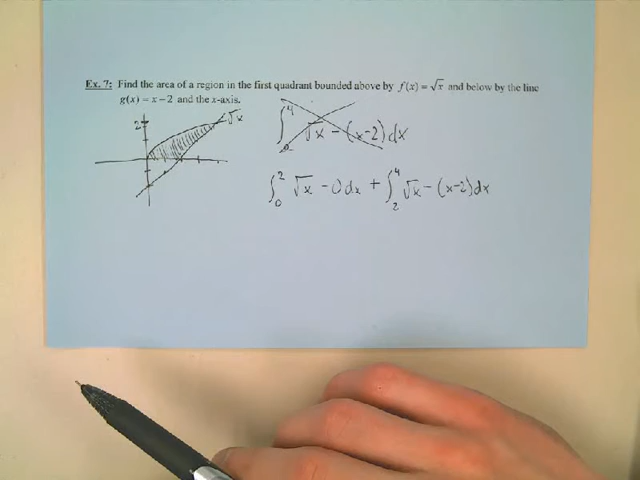 Ex. 7: Find the area of a region in the first quadrant bounded above by f(x) = √x and below by the line
g(x) = x − 2 and the x-axis.
2 √x
∫₀⁴ √x − (x−2) dx
∫₀² √x − 0 dx + ∫₂⁴ √x − (x−2) dx